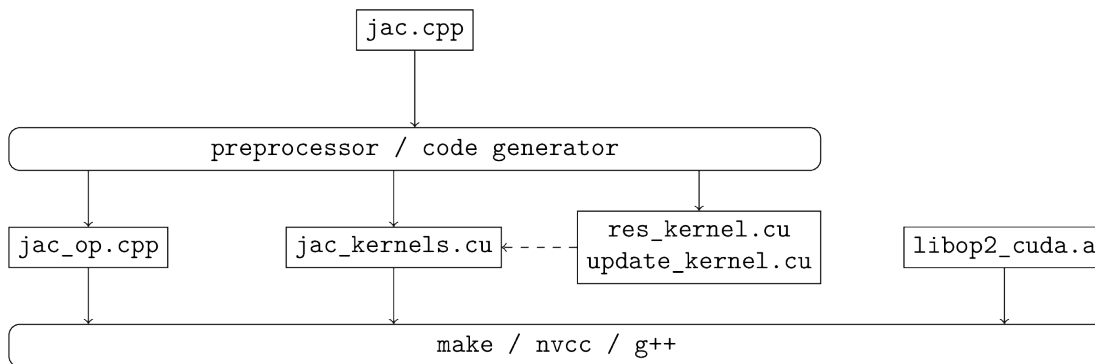 jac.cpp
preprocessor / code generator
jac_op.cpp
jac_kernels.cu
res_kernel.cu
update_kernel.cu
libop2_cuda.a
make / nvcc / g++